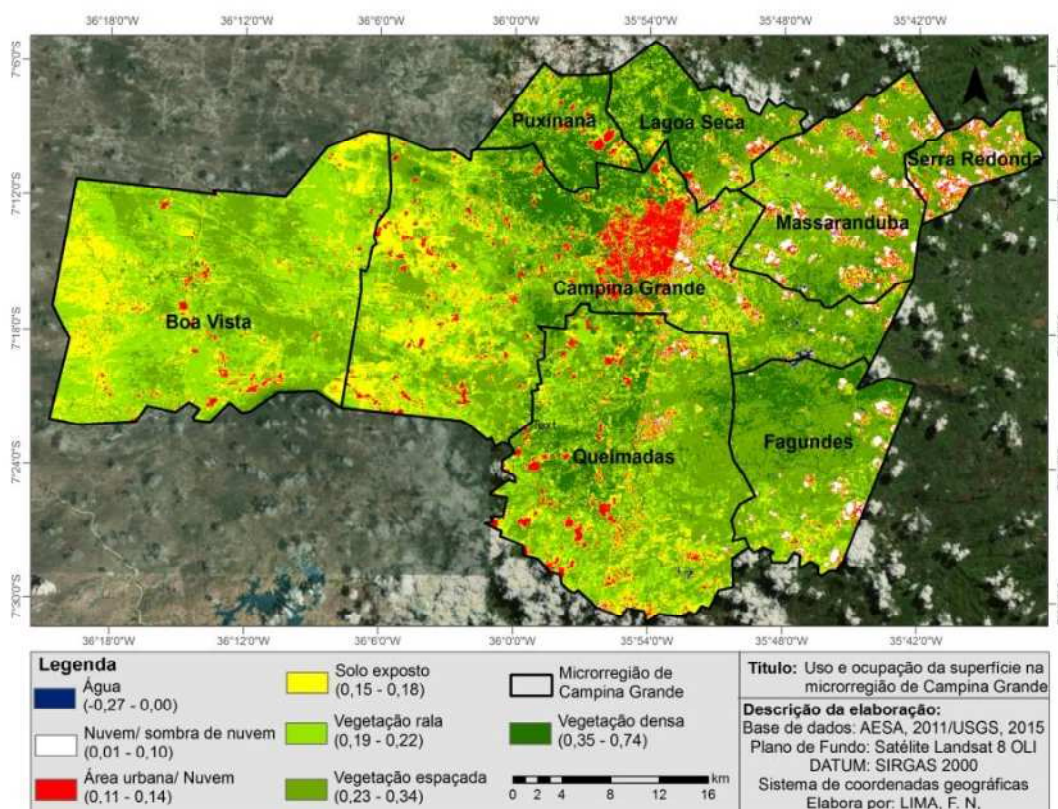 36°18'0"W 36°12'0"W 36°6'0"W 36°0'0"W 35°54'0"W 35°48'0"W 35°42'0"W
7°6'0"S
7°12'0"S
7°18'0"S
7°24'0"S
7°30'0"S
Puxinanã
Lagoa Seca
Serra Redonda
Massaranduba
Campina Grande
Boa Vista
Queimadas
Fagundes
Text
36°18'0"W 36°12'0"W 36°6'0"W 36°0'0"W 35°54'0"W 35°48'0"W 35°42'0"W
Legenda
Água
(-0,27 - 0,00)
Nuvem/ sombra de nuvem
(0,01 - 0,10)
Área urbana/ Nuvem
(0,11 - 0,14)
Solo exposto
(0,15 - 0,18)
Vegetação rala
(0,19 - 0,22)
Vegetação espaçada
(0,23 - 0,34)
Microrregião de
Campina Grande
Vegetação densa
(0,35 - 0,74)
km
0 2 4 8 12 16
Título: Uso e ocupação da superfície na
microrregião de Campina Grande
Descrição da elaboração:
Base de dados: AESA, 2011/USGS, 2015
Plano de Fundo: Satélite Landsat 8 OLI
DATUM: SIRGAS 2000
Sistema de coordenadas geográficas
Elabora por: LIMA, F. N.